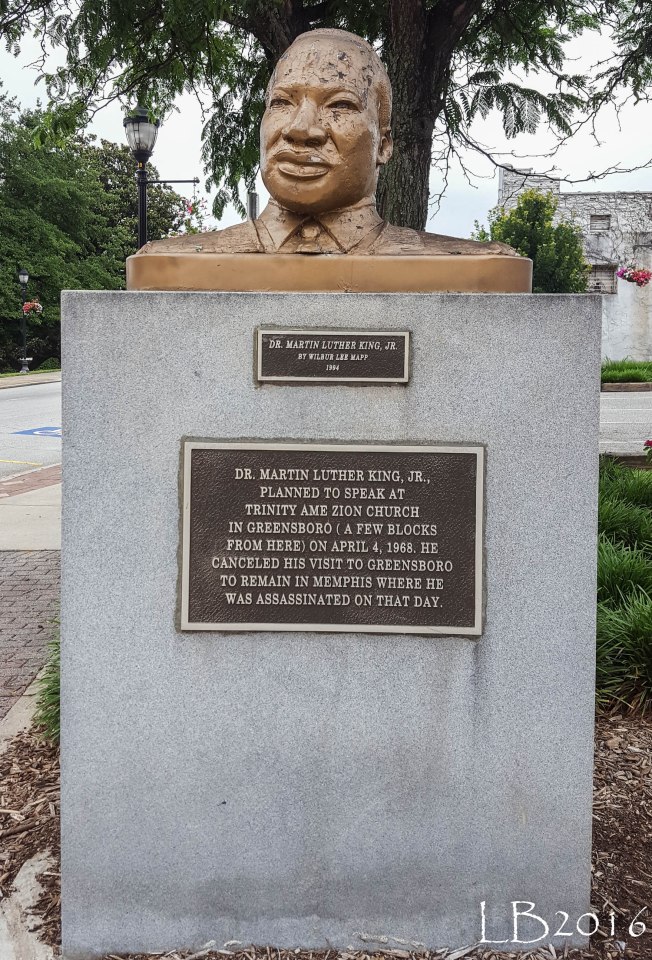 DR. MARTIN LUTHER KING, JR.
BY WILBUR LEE MAPP
1994
DR. MARTIN LUTHER KING, JR.,
PLANNED TO SPEAK AT
TRINITY AME ZION CHURCH
IN GREENSBORO ( A FEW BLOCKS
FROM HERE) ON APRIL 4, 1968. HE
CANCELED HIS VISIT TO GREENSBORO
TO REMAIN IN MEMPHIS WHERE HE
WAS ASSASSINATED ON THAT DAY.
LB2016